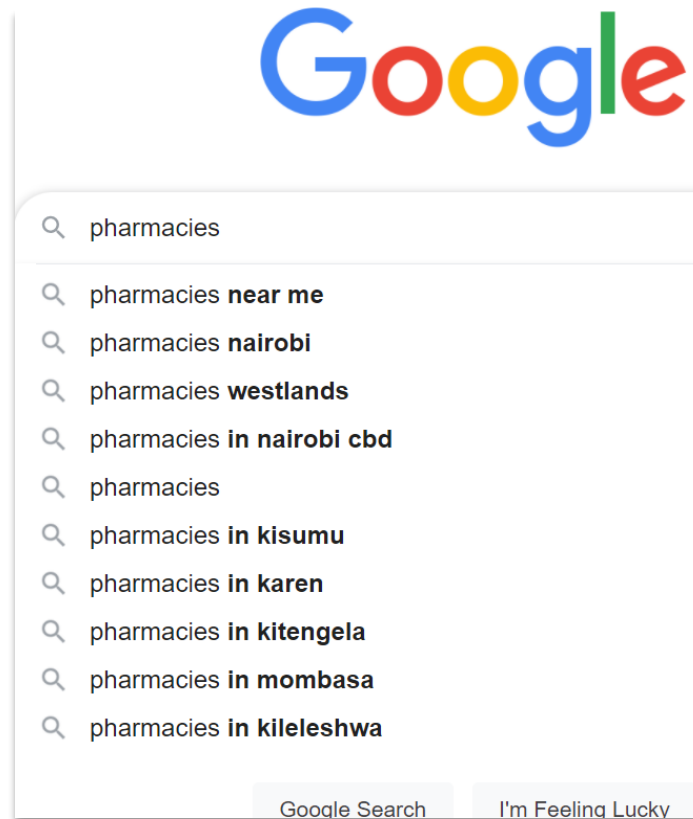 Google
pharmacies
pharmacies near me
pharmacies nairobi
pharmacies westlands
pharmacies in nairobi cbd
pharmacies
pharmacies in kisumu
pharmacies in karen
pharmacies in kitengela
pharmacies in mombasa
pharmacies in kileleshwa
Google Search I'm Feeling Lucky